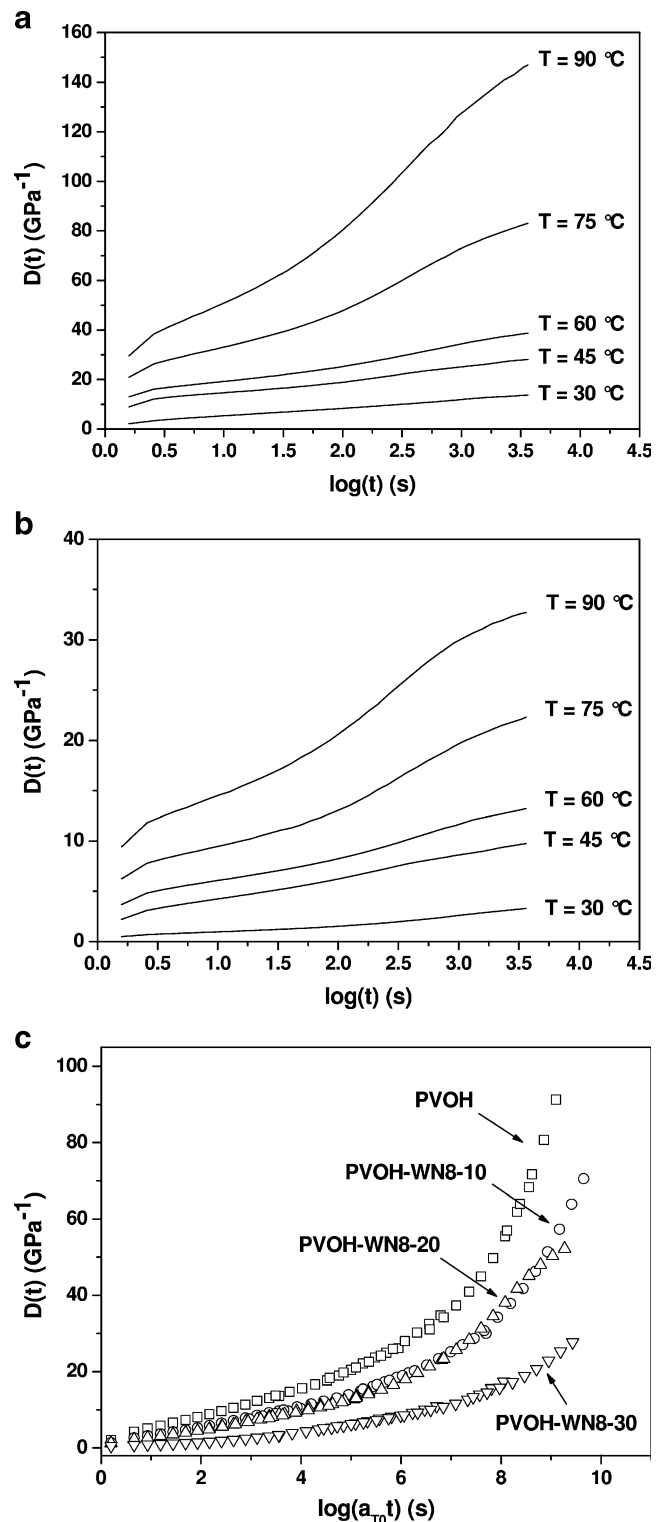 a
160
140
120
100
80
60
40
20
0
D(t) (GPa⁻¹)
T = 90 °C
T = 75 °C
T = 60 °C
T = 45 °C
T = 30 °C
0.0 0.5 1.0 1.5 2.0 2.5 3.0 3.5 4.0 4.5
log(t) (s)
b
40
30
20
10
0
D(t) (GPa⁻¹)
T = 90 °C
T = 75 °C
T = 60 °C
T = 45 °C
T = 30 °C
0.0 0.5 1.0 1.5 2.0 2.5 3.0 3.5 4.0 4.5
log(t) (s)
c
100
80
60
40
20
0
D(t) (GPa⁻¹)
PVOH
PVOH-WN8-10
PVOH-WN8-20
PVOH-WN8-30
0 2 4 6 8 10
log(a_T0 t) (s)